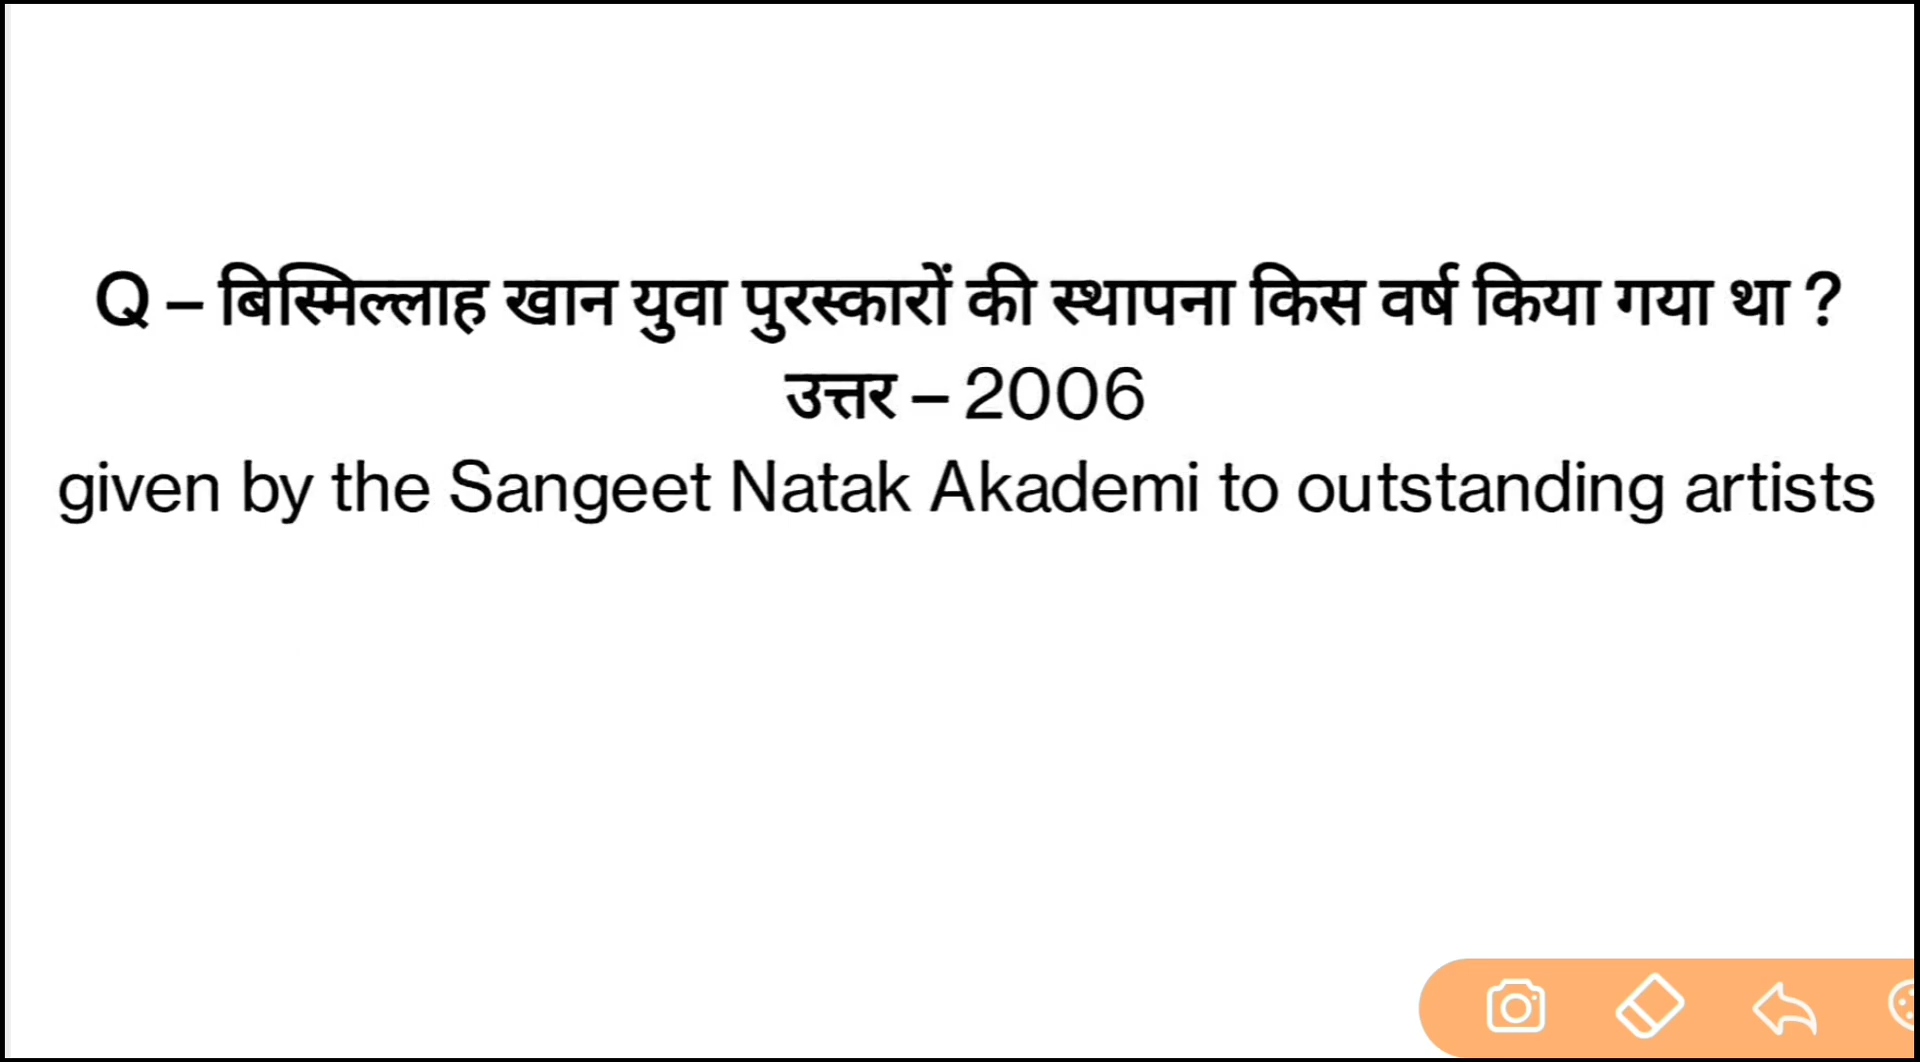 Q – बिस्मिल्लाह खान युवा पुरस्कारों की स्थापना किस वर्ष किया गया था ?
उत्तर – 2006
given by the Sangeet Natak Akademi to outstanding artists